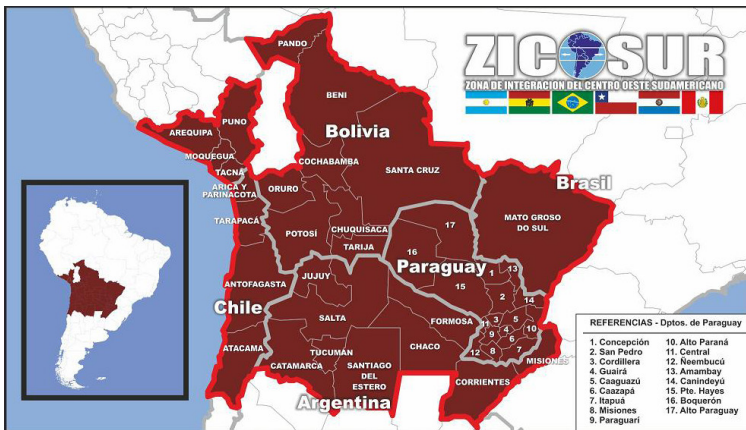 ZICOSUR
ZONA DE INTEGRACION DEL CENTRO OESTE SUDAMERICANO
PANDO
BENI
PUNO
AREQUIPA
Bolivia
MOQUEGUA
COCHABAMBA
TACNA
SANTA CRUZ
ARICA Y
PARINACOTA
ORURO
Brasil
TARAPACÁ
MATO GROSO
DO SUL
POTOSÍ
CHUQUISACA
TARIJA
17
16
Paraguay
15
1
13
2
14
3
5
11
4
10
9
6
12
8
7
JUJUY
ANTOFAGASTA
Chile
SALTA
FORMOSA
ATACAMA
TUCUMÁN
CHACO
CATAMARCA
SANTIAGO
DEL
ESTERO
MISIONES
CORRIENTES
Argentina
REFERENCIAS - Dptos. de Paraguay
1. Concepción
2. San Pedro
3. Cordillera
4. Guairá
5. Caaguazú
6. Caazapá
7. Itapuá
8. Misiones
9. Paraguarí
10. Alto Paraná
11. Central
12. Ñeembucú
13. Amambay
14. Canindeyú
15. Pte. Hayes
16. Boquerón
17. Alto Paraguay